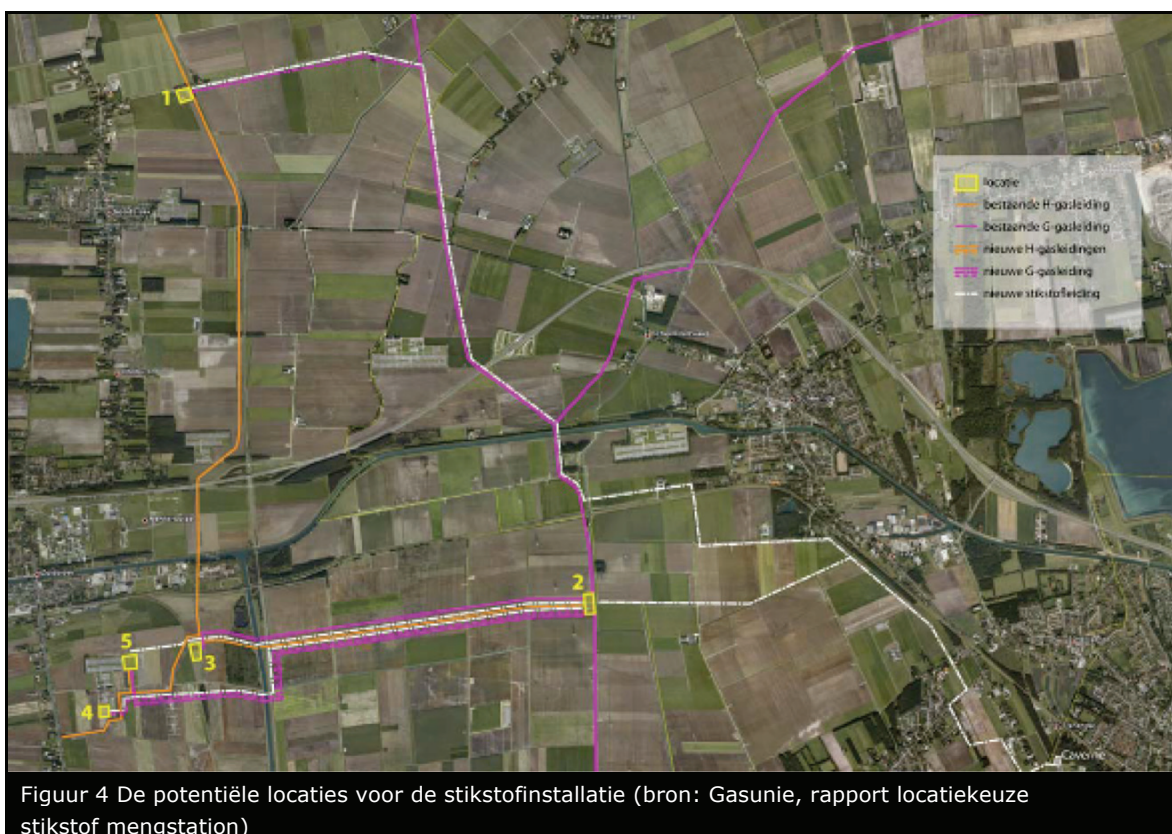 1
locatie
bestaande H-gasleiding
bestaande G-gasleiding
nieuwe H-gasleidingen
nieuwe G-gasleiding
nieuwe stikstofleiding
2
5
3
4
Caverne
Figuur 4 De potentiële locaties voor de stikstofinstallatie (bron: Gasunie, rapport locatiekeuze
stikstof mengstation)